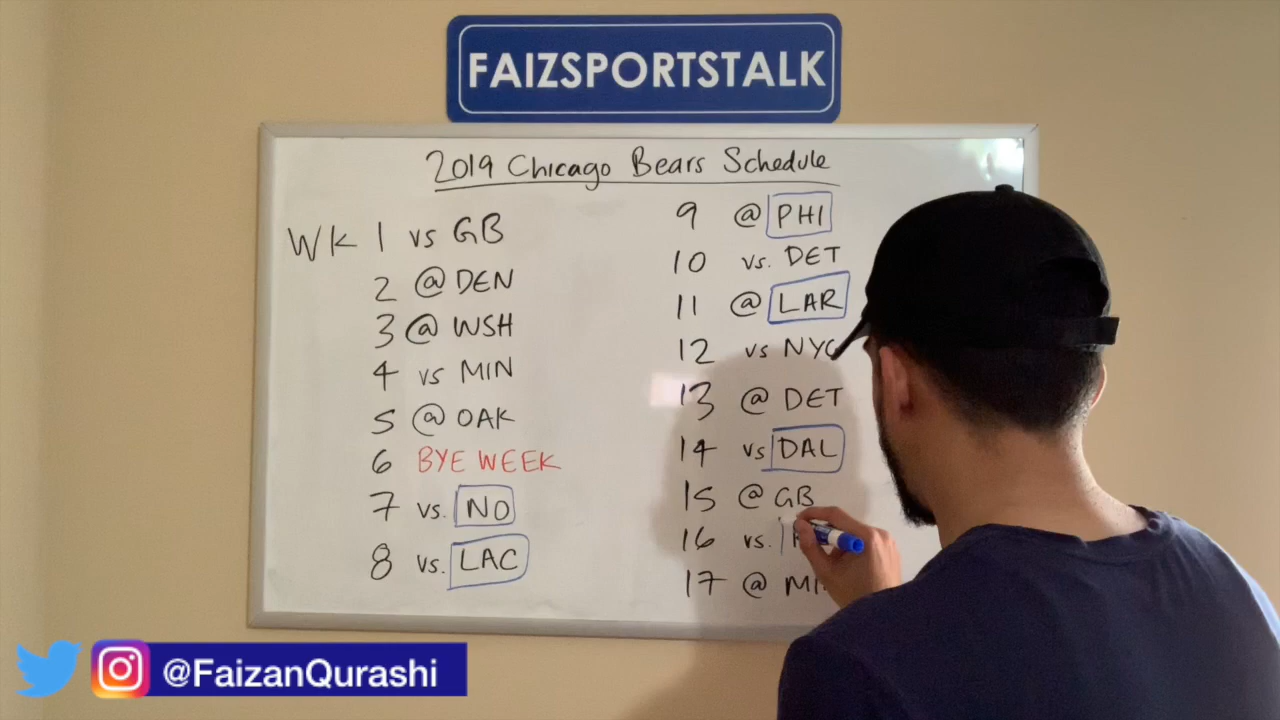 FAIZSPORTSTALK
2019 Chicago Bears Schedule
WK 1 vs GB
2 @ DEN
3 @ WSH
4 vs MIN
5 @ OAK
6 BYE WEEK
7 vs. NO
8 vs. LAC
9 @ PHI
10 vs. DET
11 @ LAR
12 vs NYG
13 @ DET
14 vs DAL
15 @ GB
16 vs.
17 @
@FaizanQurashi